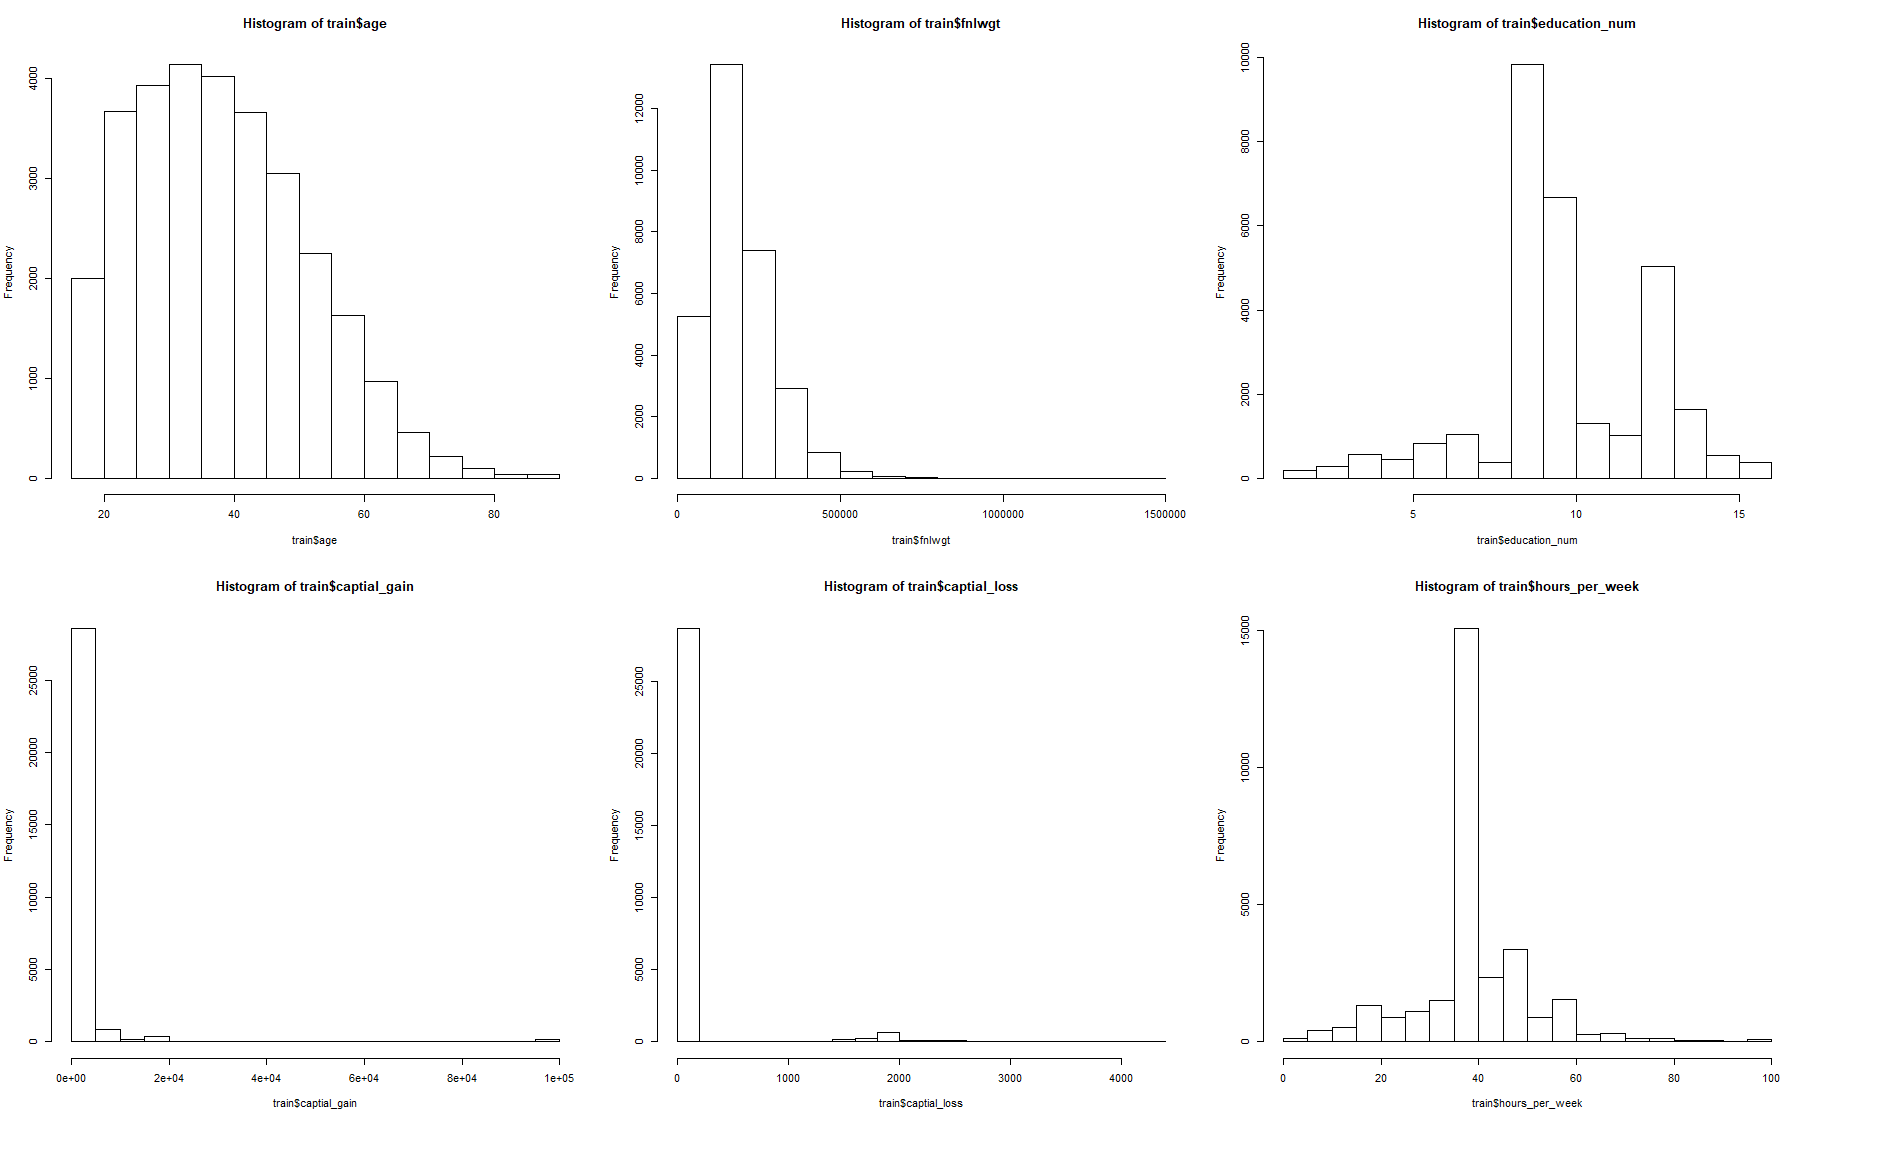 Histogram of train$age
Frequency
0
1000
2000
3000
4000
20
40
60
80
train$age
Histogram of train$fnlwgt
Frequency
0
2000
4000
6000
8000
10000
12000
0
500000
1000000
1500000
train$fnlwgt
Histogram of train$education_num
Frequency
0
2000
4000
6000
8000
10000
5
10
15
train$education_num
Histogram of train$captial_gain
Frequency
0
5000
10000
15000
20000
25000
0e+00
2e+04
4e+04
6e+04
8e+04
1e+05
train$captial_gain
Histogram of train$captial_loss
Frequency
0
5000
10000
15000
20000
25000
0
1000
2000
3000
4000
train$captial_loss
Histogram of train$hours_per_week
Frequency
0
5000
10000
15000
0
20
40
60
80
100
train$hours_per_week